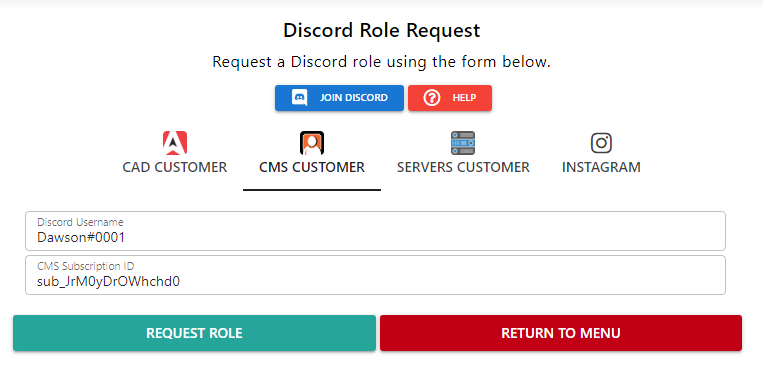 Discord Role Request
Request a Discord role using the form below.
JOIN DISCORD HELP
CAD CUSTOMER CMS CUSTOMER SERVERS CUSTOMER INSTAGRAM
Discord Username
Dawson#0001
CMS Subscription ID
sub_JrM0yDrOWhchd0
REQUEST ROLE RETURN TO MENU